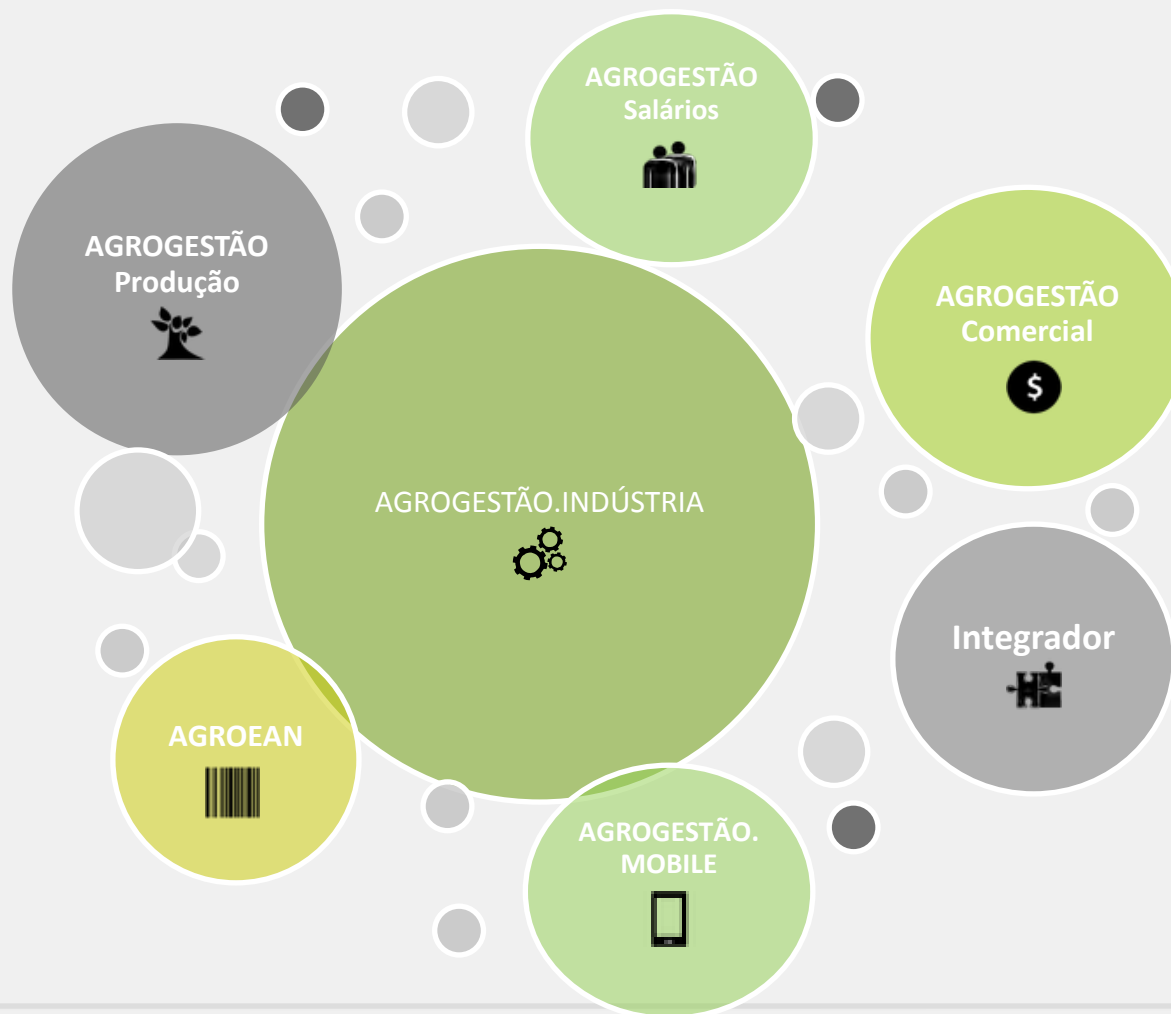 AGROGESTÃO
Salários
AGROGESTÃO
Produção
AGROGESTÃO
Comercial
$
AGROGESTÃO.INDÚSTRIA
Integrador
AGROEAN
AGROGESTÃO.
MOBILE